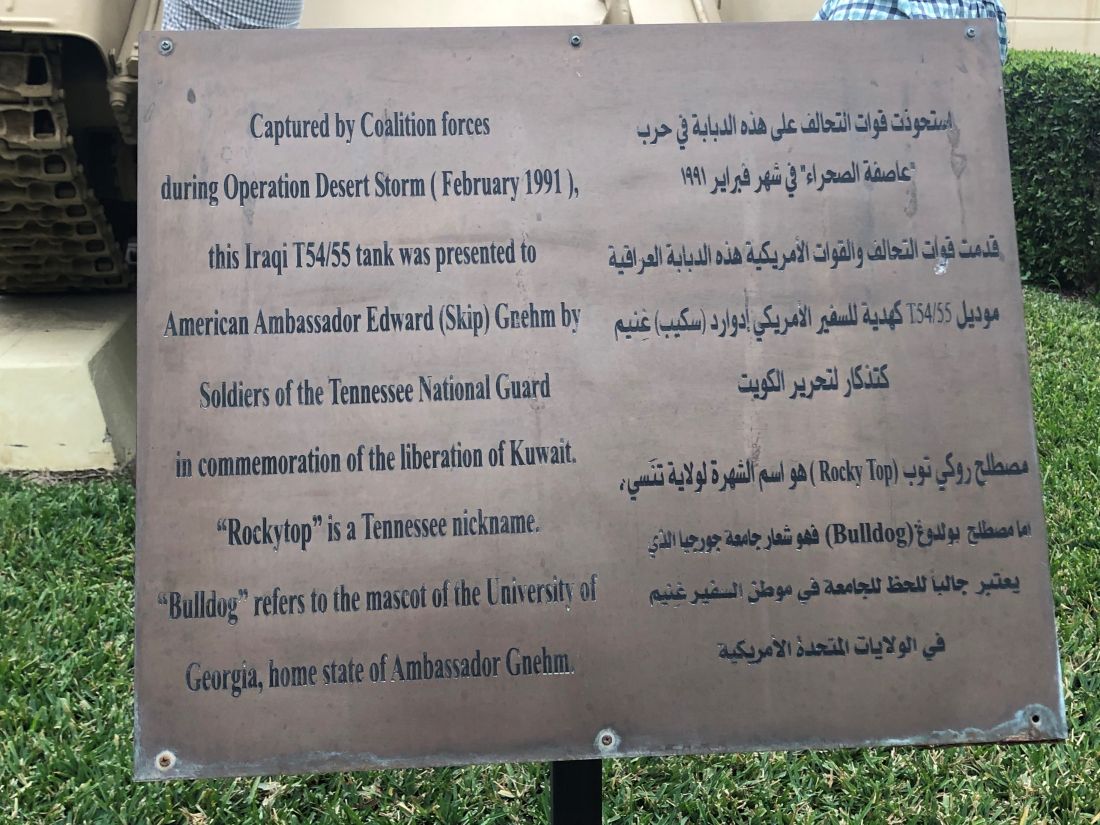 Captured by Coalition forces
during Operation Desert Storm ( February 1991 ),
this Iraqi T54/55 tank was presented to
American Ambassador Edward (Skip) Gnehm by
Soldiers of the Tennessee National Guard
in commemoration of the liberation of Kuwait.
“Rockytop” is a Tennessee nickname.
“Bulldog” refers to the mascot of the University of
Georgia, home state of Ambassador Gnehm.
استحوذت قوات التحالف على هذه الدبابة في حرب
"عاصفة الصحراء" في شهر فبراير ١٩٩١
قدمت قوات التحالف والقوات الأمريكية هذه الدبابة العراقية
موديل T54/55 كهدية للسفير الأمريكي إدوارد (سكيب) غِنيم
كتذكار لتحرير الكويت
مصطلح روكي توب (Rocky Top ) هو اسم الشهرة لولاية تنَسي،
اما مصطلح بولدوغ (Bulldog) فهو شعار جامعة جورجيا الذي
يعتبر جالباً للحظ للجامعة في موطن السفير غِنيم
في الولايات المتحدة الأمريكية